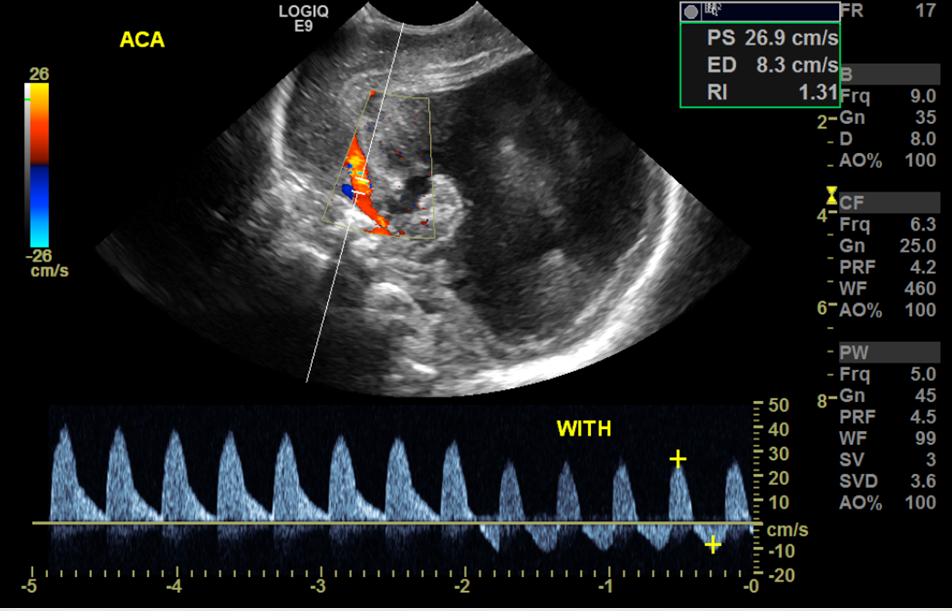 LOGIQ
E9
ACA
26
-26
cm/s
PS 26.9 cm/s
ED 8.3 cm/s
RI 1.31
FR 17
B
Frq 9.0
Gn 35
D 8.0
AO% 100
CF
Frq 6.3
Gn 25.0
PRF 4.2
WF 460
AO% 100
PW
Frq 5.0
Gn 45
PRF 4.5
WF 99
SV 3
SVD 3.6
AO% 100
2
4
6
8
WITH
50
40
30
20
10
cm/s
-10
-20
-5 -4 -3 -2 -1 -0